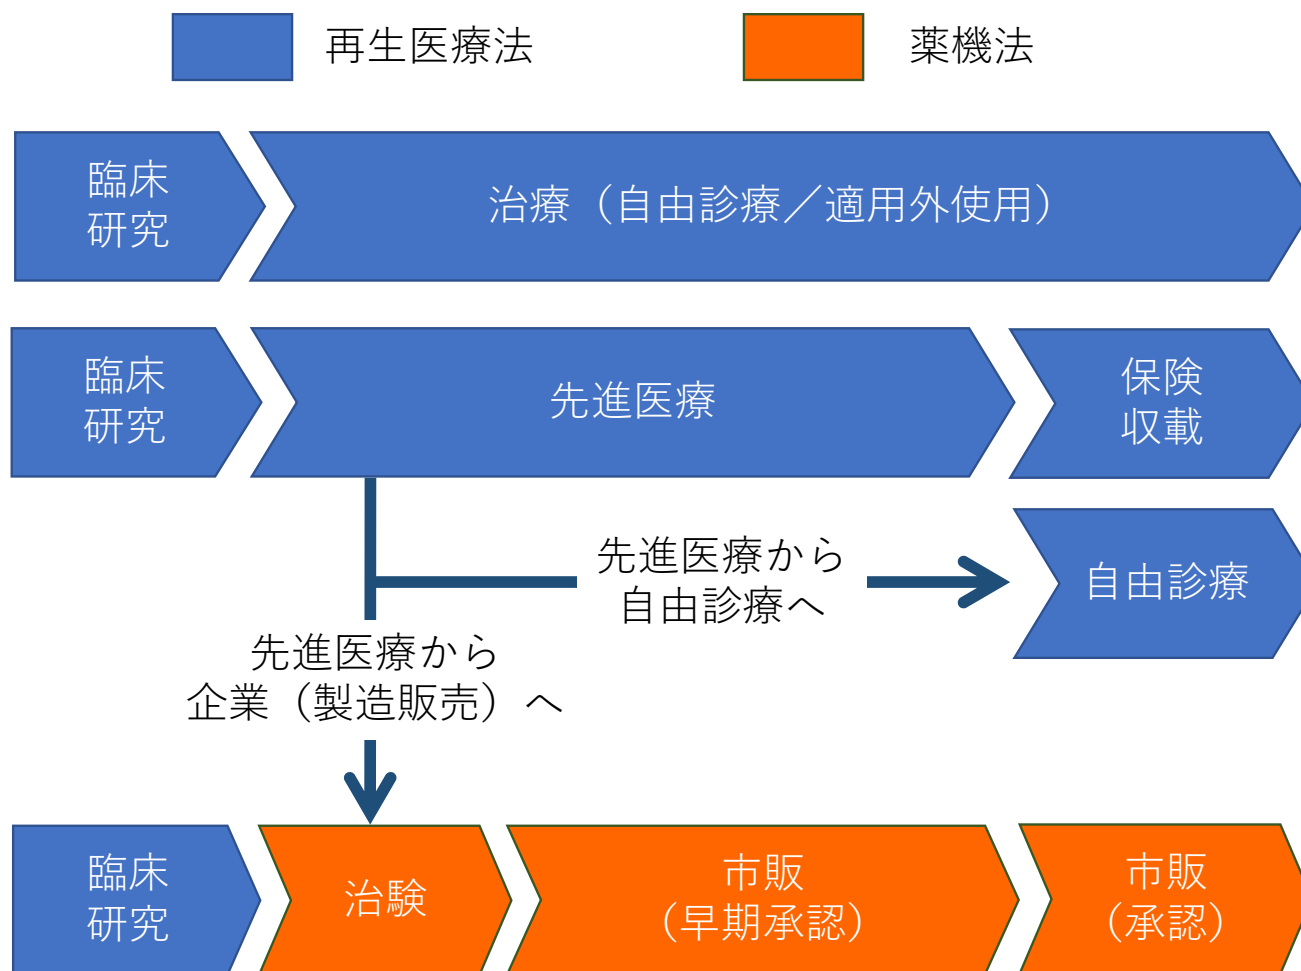 再生医療法
薬機法
臨床
研究
治療（自由診療／適用外使用）
臨床
研究
先進医療
保険
収載
先進医療から
自由診療へ
自由診療
先進医療から
企業（製造販売）へ
臨床
研究
治験
市販
（早期承認）
市販
（承認）